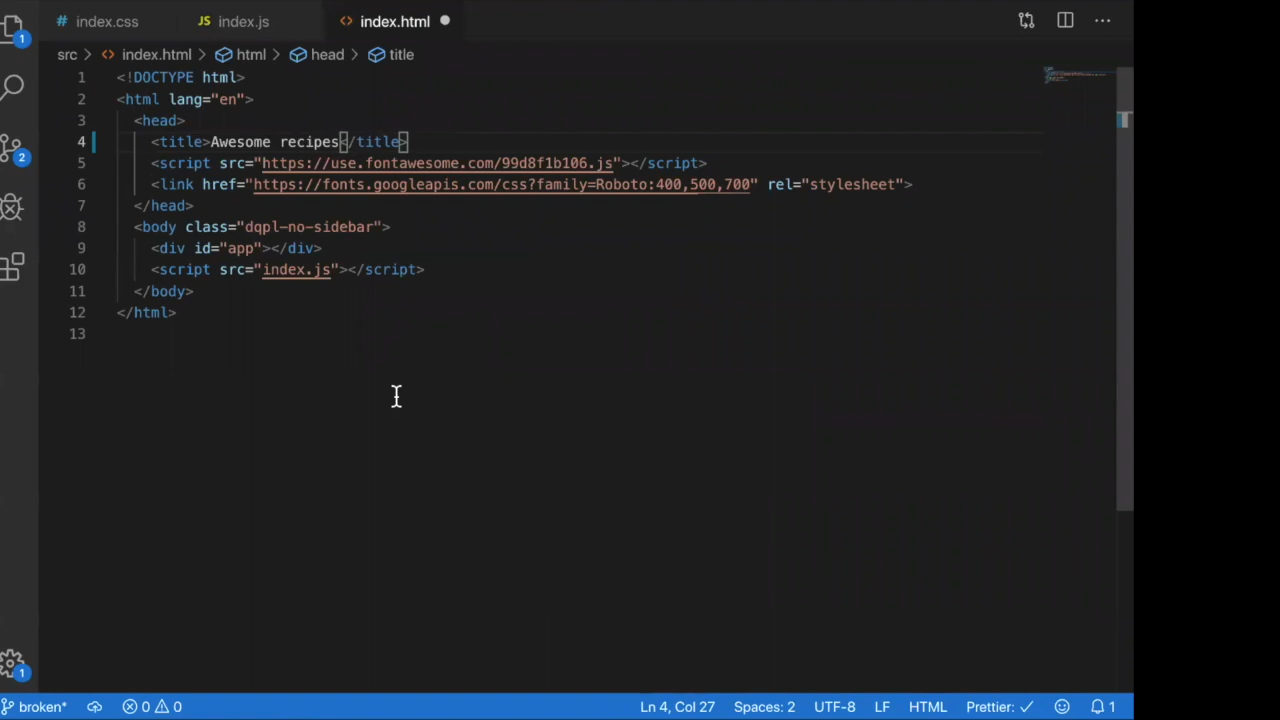 # index.css JS index.js <> index.html
src > <> index.html > html > head > title
1 <!DOCTYPE html>
2 <html lang="en">
3 <head>
4 <title>Awesome recipes</title>
5 <script src="https://use.fontawesome.com/99d8f1b106.js"></script>
6 <link href="https://fonts.googleapis.com/css?family=Roboto:400,500,700" rel="stylesheet">
7 </head>
8 <body class="dqpl-no-sidebar">
9 <div id="app"></div>
10 <script src="index.js"></script>
11 </body>
12 </html>
13
1
2
1
broken* 0 0 Ln 4, Col 27 Spaces: 2 UTF-8 LF HTML Prettier: ✓ 1